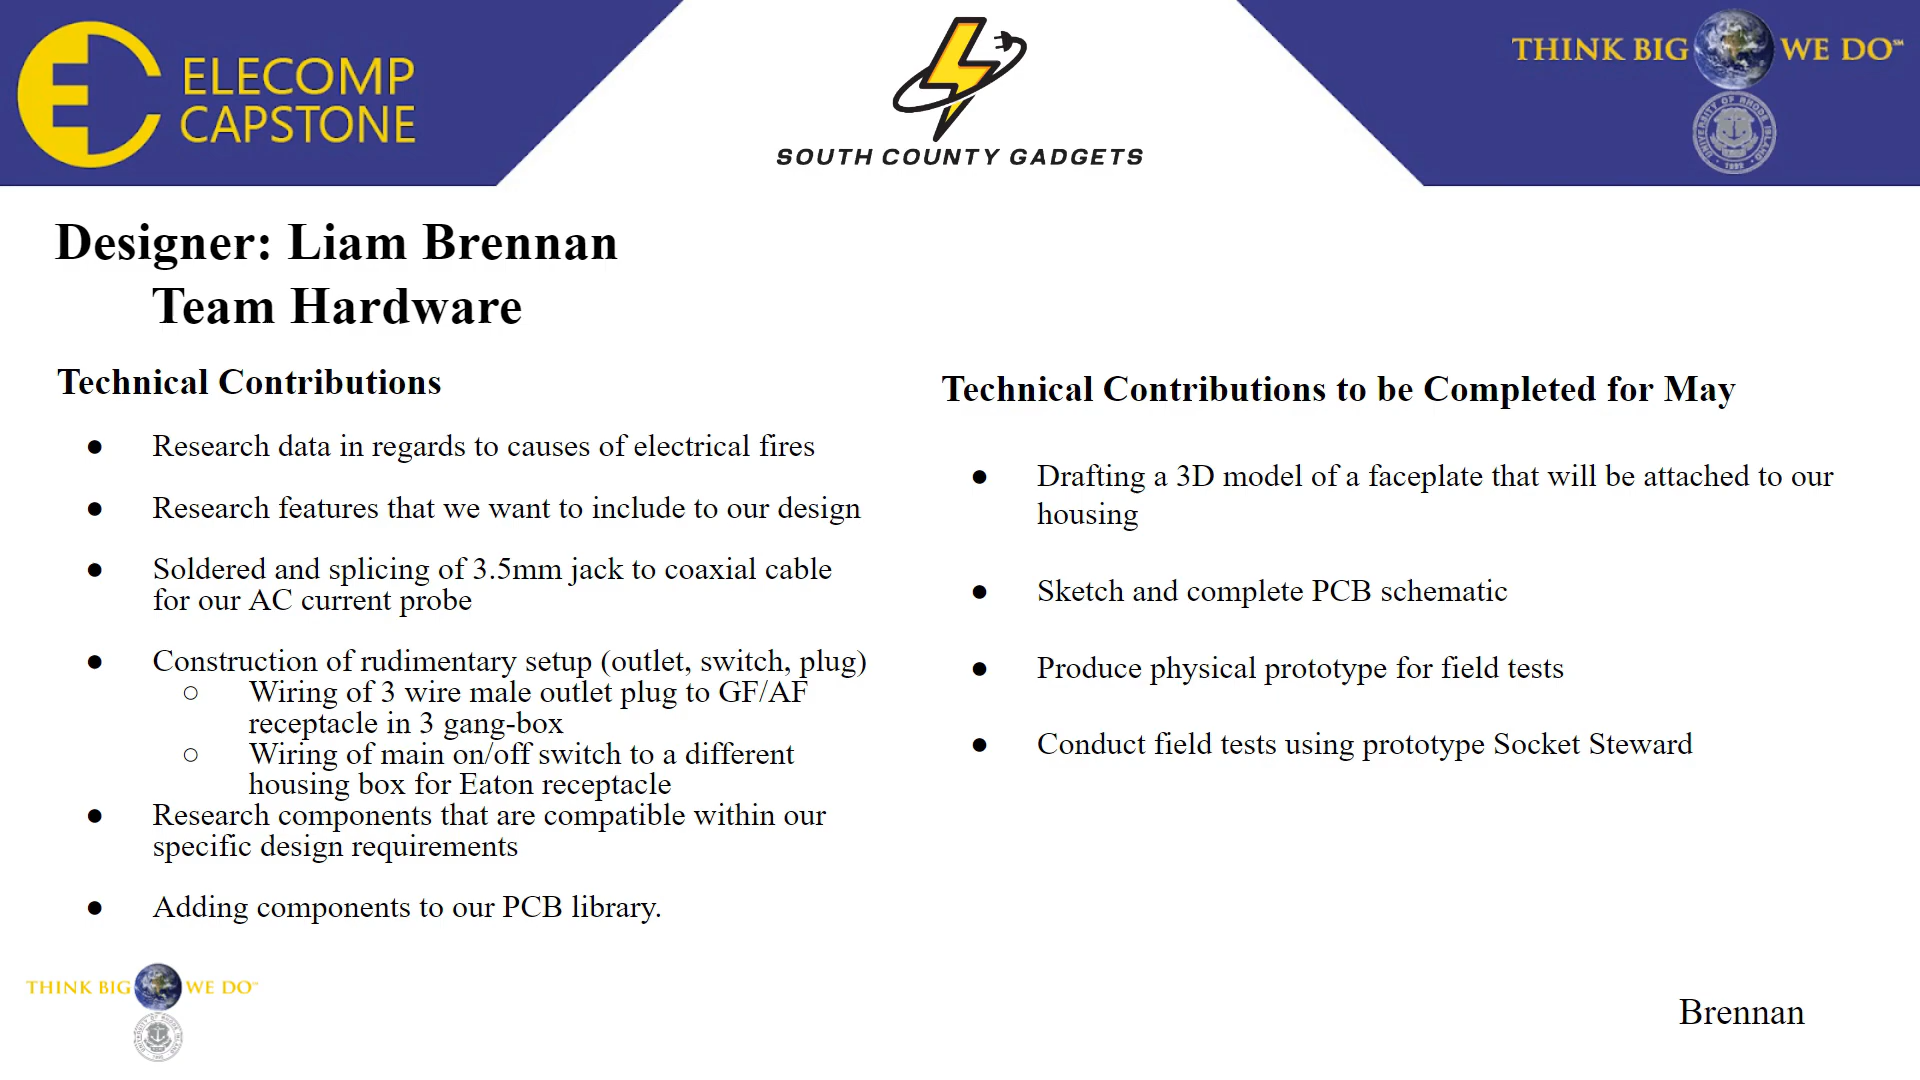 ELECOMP
CAPSTONE
SOUTH COUNTY GADGETS
THINK BIG WE DO℠
UNIVERSITY OF RHODE ISLAND
1892
Designer: Liam Brennan
Team Hardware
Technical Contributions
● Research data in regards to causes of electrical fires
● Research features that we want to include to our design
● Soldered and splicing of 3.5mm jack to coaxial cable
for our AC current probe
● Construction of rudimentary setup (outlet, switch, plug)
○ Wiring of 3 wire male outlet plug to GF/AF
receptacle in 3 gang-box
○ Wiring of main on/off switch to a different
housing box for Eaton receptacle
● Research components that are compatible within our
specific design requirements
● Adding components to our PCB library.
Technical Contributions to be Completed for May
● Drafting a 3D model of a faceplate that will be attached to our
housing
● Sketch and complete PCB schematic
● Produce physical prototype for field tests
● Conduct field tests using prototype Socket Steward
THINK BIG WE DO℠
Brennan